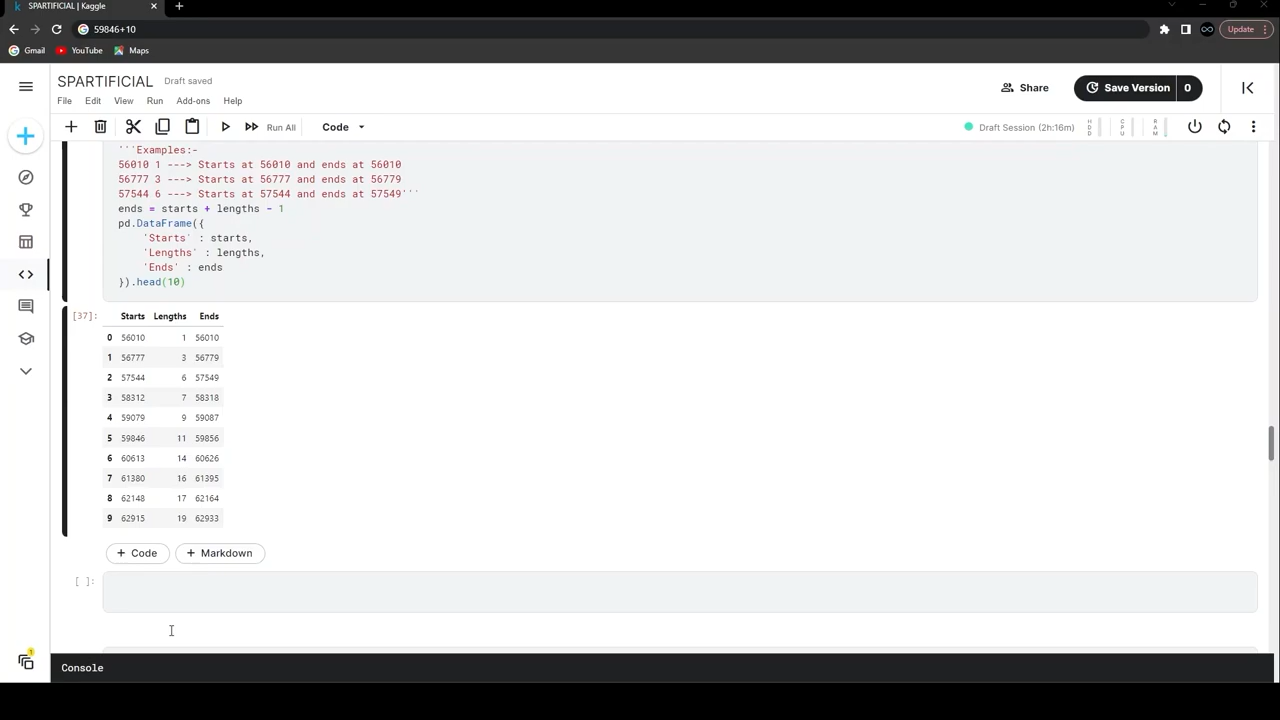 SPARTIFICIAL | Kaggle
59846+10
Update
Gmail YouTube Maps
SPARTIFICIAL Draft saved
File Edit View Run Add-ons Help
Share
Save Version 0
Run All Code
Draft Session (2h:16m)
HDD CPU RAM
'''Examples:-
56010 1 ---> Starts at 56010 and ends at 56010
56777 3 ---> Starts at 56777 and ends at 56779
57544 6 ---> Starts at 57544 and ends at 57549'''
ends = starts + lengths - 1
pd.DataFrame({
'Starts' : starts,
'Lengths' : lengths,
'Ends' : ends
}).head(10)
[37]:
Starts Lengths Ends
0 56010 1 56010
1 56777 3 56779
2 57544 6 57549
3 58312 7 58318
4 59079 9 59087
5 59846 11 59856
6 60613 14 60626
7 61380 16 61395
8 62148 17 62164
9 62915 19 62933
+ Code + Markdown
[ ]:
1
Console